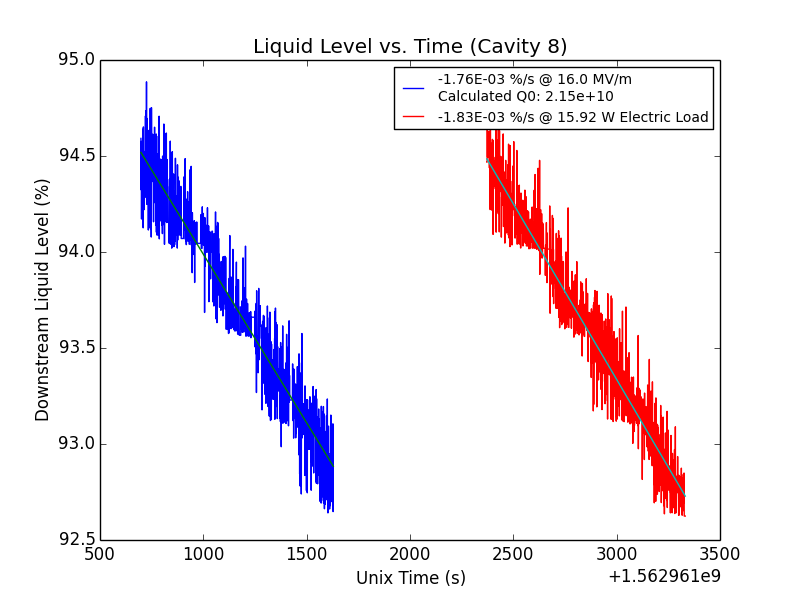 Liquid Level vs. Time (Cavity 8)
-1.76E-03 %/s @ 16.0 MV/m
Calculated Q0: 2.15e+10
-1.83E-03 %/s @ 15.92 W Electric Load
Downstream Liquid Level (%)
95.0
94.5
94.0
93.5
93.0
92.5
500 1000 1500 2000 2500 3000 3500
Unix Time (s)
+1.562961e9